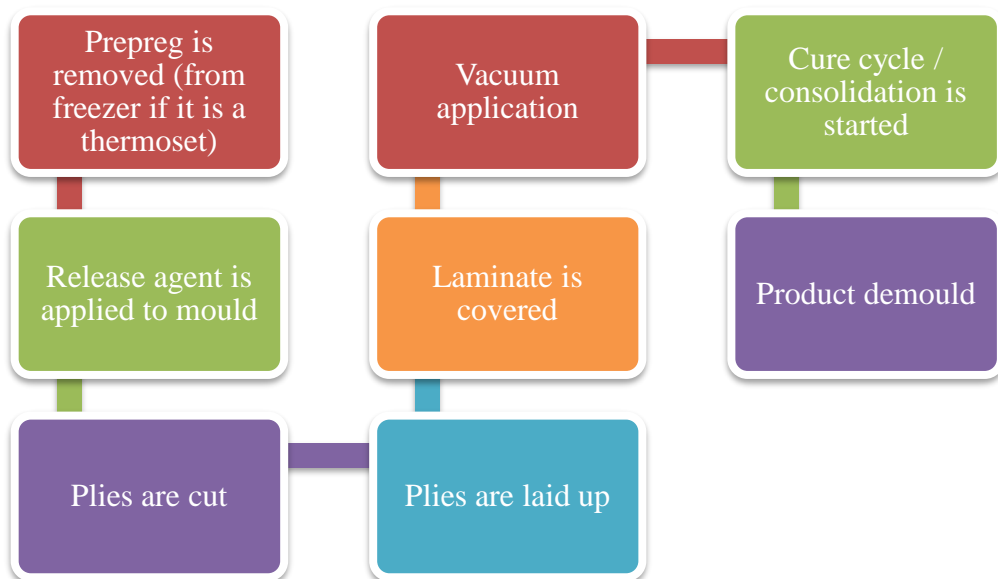 Prepreg is
removed (from
freezer if it is a
thermoset)
Release agent is
applied to mould
Plies are cut
Plies are laid up
Laminate is
covered
Vacuum
application
Cure cycle /
consolidation is
started
Product demould